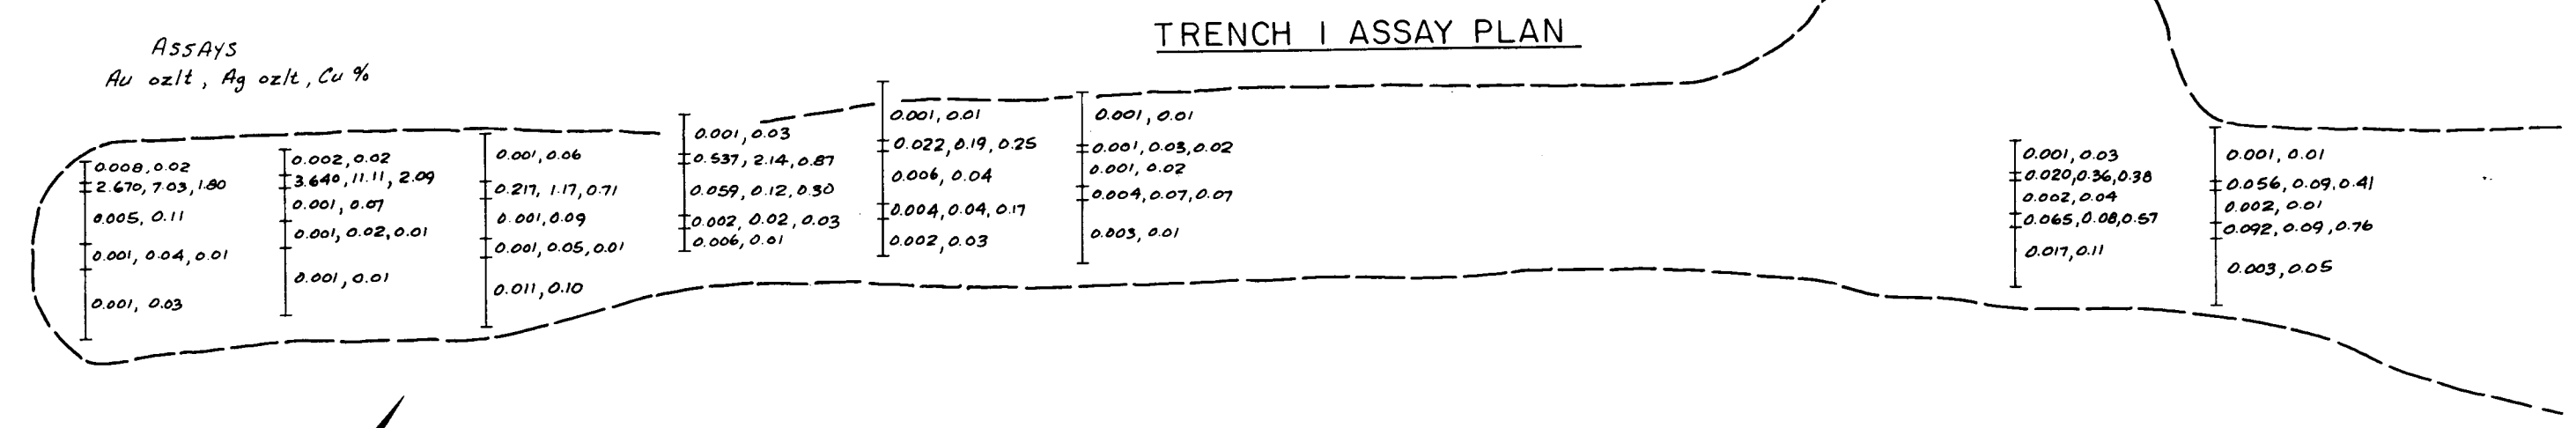 TRENCH 1 ASSAY PLAN
ASSAYS
Au oz/t, Ag oz/t, Cu %
0.008, 0.02
2.670, 7.03, 1.80
0.005, 0.11
0.001, 0.04, 0.01
0.001, 0.03
0.002, 0.02
3.640, 11.11, 2.09
0.001, 0.07
0.001, 0.02, 0.01
0.001, 0.01
0.001, 0.06
0.217, 1.17, 0.71
0.001, 0.09
0.001, 0.05, 0.01
0.011, 0.10
0.001, 0.03
0.537, 2.14, 0.87
0.059, 0.12, 0.30
0.002, 0.02, 0.03
0.006, 0.01
0.001, 0.01
0.022, 0.19, 0.25
0.006, 0.04
0.004, 0.04, 0.17
0.002, 0.03
0.001, 0.01
0.001, 0.03, 0.02
0.001, 0.02
0.004, 0.07, 0.07
0.003, 0.01
0.001, 0.03
0.020, 0.36, 0.38
0.002, 0.04
0.065, 0.08, 0.57
0.017, 0.11
0.001, 0.01
0.056, 0.09, 0.41
0.002, 0.01
0.092, 0.09, 0.76
0.003, 0.05